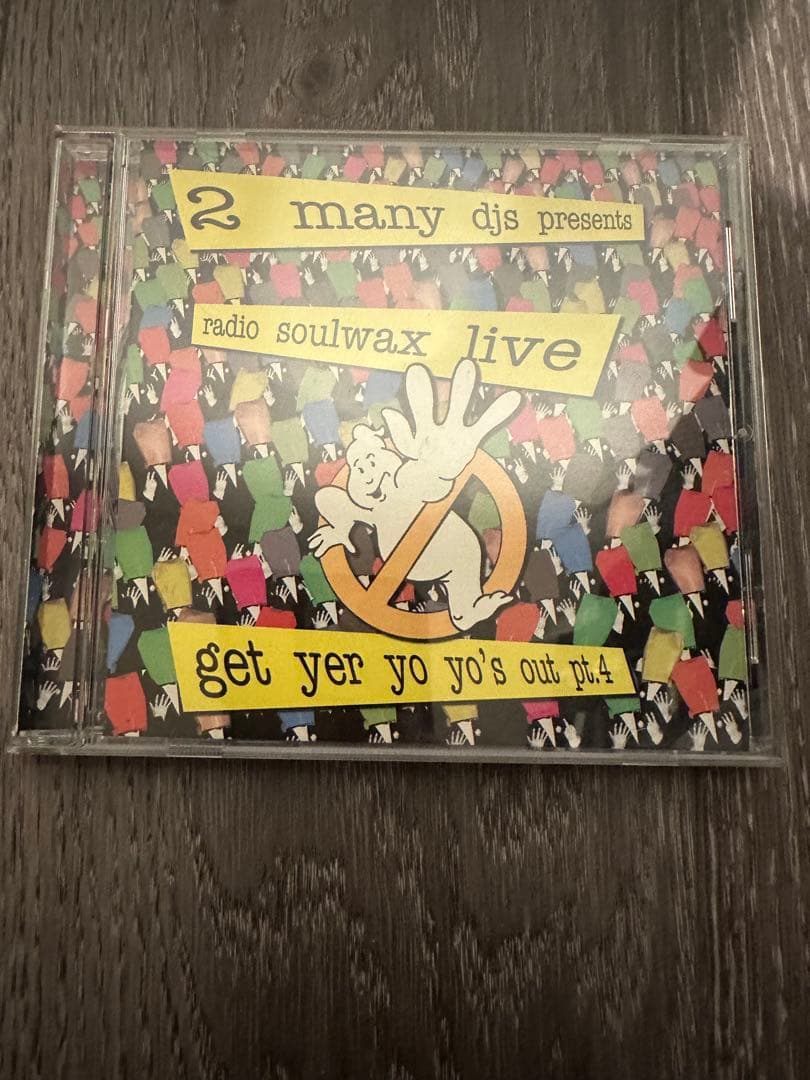 2 many djs presents
radio soulwax live
get yer yo yo's out pt.4